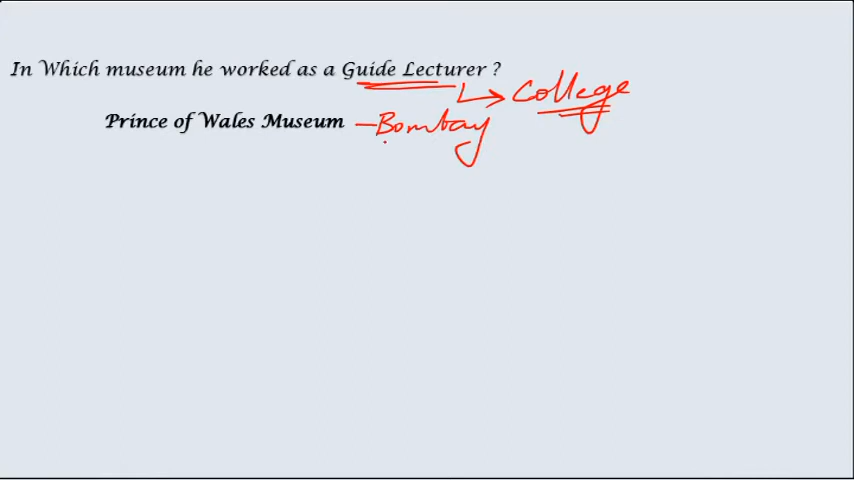 In Which museum he worked as a Guide Lecturer ?
College
Prince of Wales Museum – Bombay